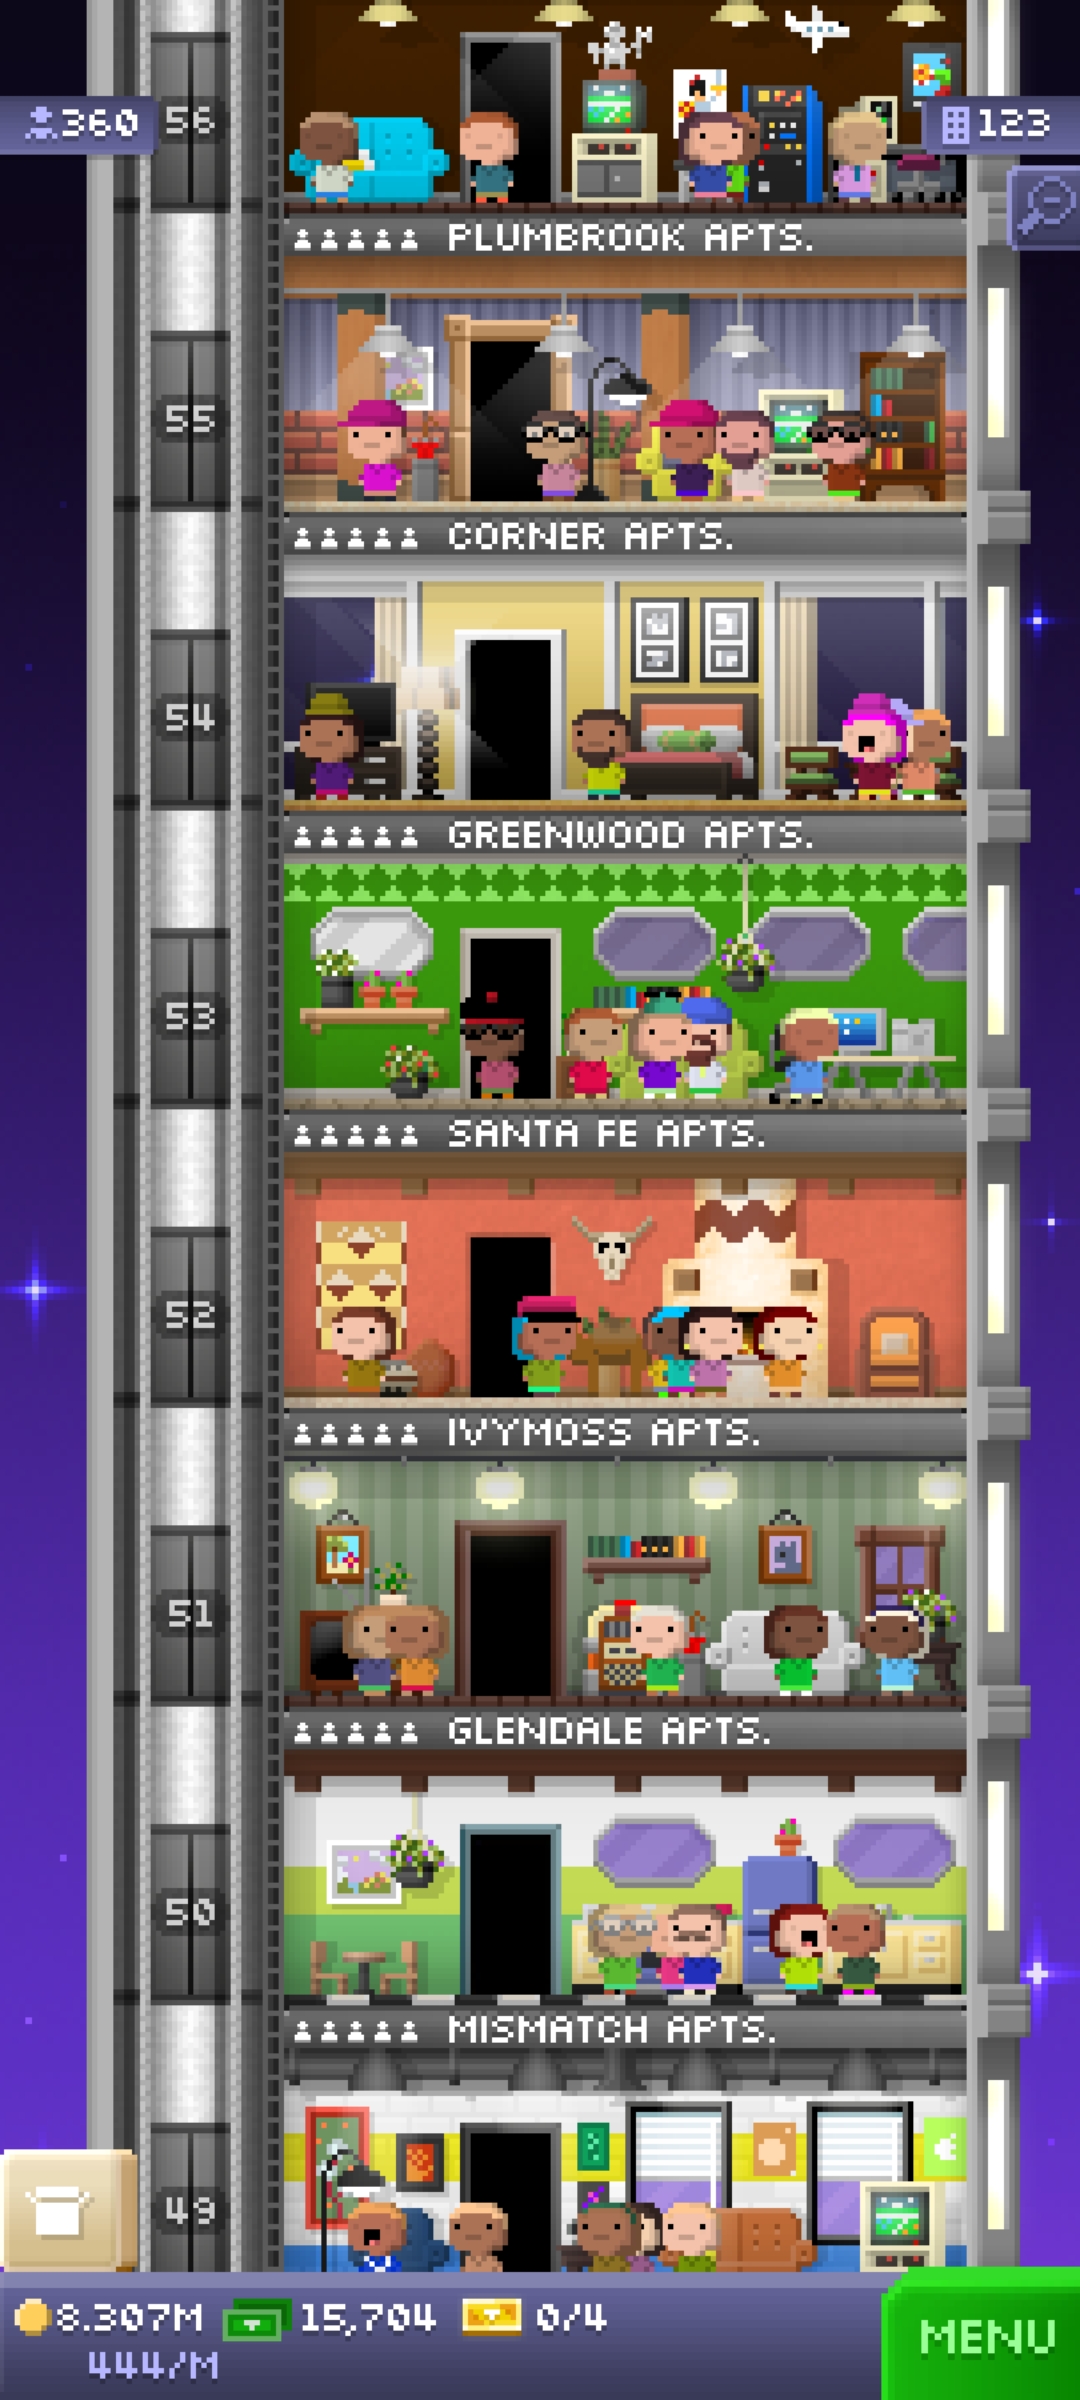 360
56
123
PLUMBROOK APTS.
55
CORNER APTS.
54
GREENWOOD APTS.
53
SANTA FE APTS.
52
IVYMOSS APTS.
51
GLENDALE APTS.
50
MISMATCH APTS.
49
8.307M 15,704 0/4
444/M
MENU